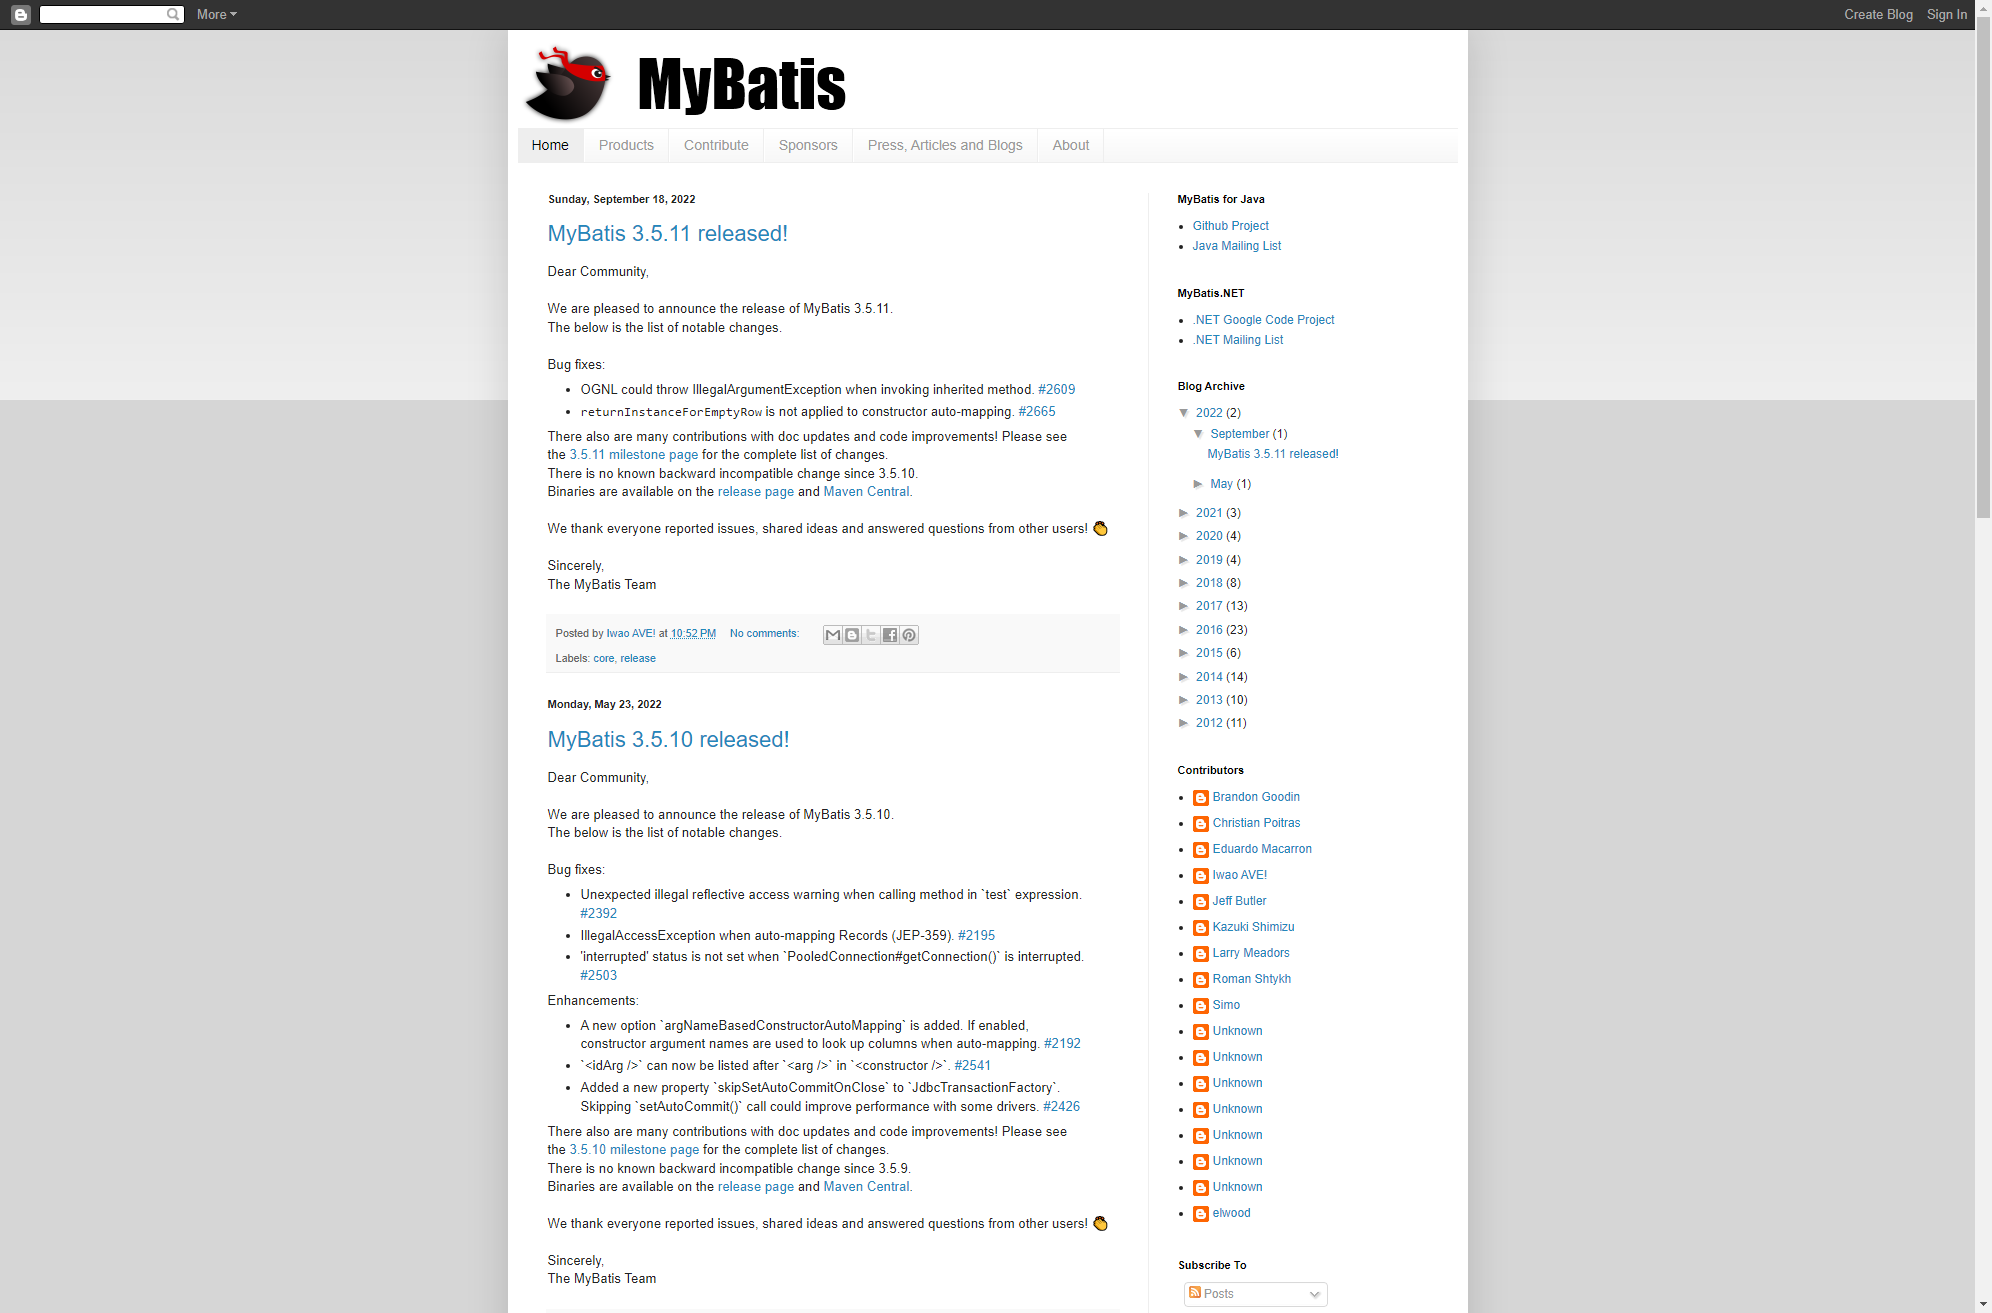 More
Create Blog
Sign In
MyBatis
Home
Products
Contribute
Sponsors
Press, Articles and Blogs
About
Sunday, September 18, 2022
MyBatis 3.5.11 released!
Dear Community,
We are pleased to announce the release of MyBatis 3.5.11.
The below is the list of notable changes.
Bug fixes:
OGNL could throw IllegalArgumentException when invoking inherited method. #2609
returnInstanceForEmptyRow is not applied to constructor auto-mapping. #2665
There also are many contributions with doc updates and code improvements! Please see
the 3.5.11 milestone page for the complete list of changes.
There is no known backward incompatible change since 3.5.10.
Binaries are available on the release page and Maven Central.
We thank everyone reported issues, shared ideas and answered questions from other users! 👏
Sincerely,
The MyBatis Team
Posted by Iwao AVE! at 10:52 PM
No comments:
Labels: core, release
Monday, May 23, 2022
MyBatis 3.5.10 released!
Dear Community,
We are pleased to announce the release of MyBatis 3.5.10.
The below is the list of notable changes.
Bug fixes:
Unexpected illegal reflective access warning when calling method in `test` expression.
#2392
IllegalAccessException when auto-mapping Records (JEP-359). #2195
'interrupted' status is not set when `PooledConnection#getConnection()` is interrupted.
#2503
Enhancements:
A new option `argNameBasedConstructorAutoMapping` is added. If enabled,
constructor argument names are used to look up columns when auto-mapping. #2192
`<idArg />` can now be listed after `<arg />` in `<constructor />`. #2541
Added a new property `skipSetAutoCommitOnClose` to `JdbcTransactionFactory`.
Skipping `setAutoCommit()` call could improve performance with some drivers. #2426
There also are many contributions with doc updates and code improvements! Please see
the 3.5.10 milestone page for the complete list of changes.
There is no known backward incompatible change since 3.5.9.
Binaries are available on the release page and Maven Central.
We thank everyone reported issues, shared ideas and answered questions from other users! 👏
Sincerely,
The MyBatis Team
MyBatis for Java
Github Project
Java Mailing List
MyBatis.NET
.NET Google Code Project
.NET Mailing List
Blog Archive
▼ 2022 (2)
▼ September (1)
MyBatis 3.5.11 released!
► May (1)
► 2021 (3)
► 2020 (4)
► 2019 (4)
► 2018 (8)
► 2017 (13)
► 2016 (23)
► 2015 (6)
► 2014 (14)
► 2013 (10)
► 2012 (11)
Contributors
Brandon Goodin
Christian Poitras
Eduardo Macarron
Iwao AVE!
Jeff Butler
Kazuki Shimizu
Larry Meadors
Roman Shtykh
Simo
Unknown
Unknown
Unknown
Unknown
Unknown
Unknown
Unknown
elwood
Subscribe To
Posts